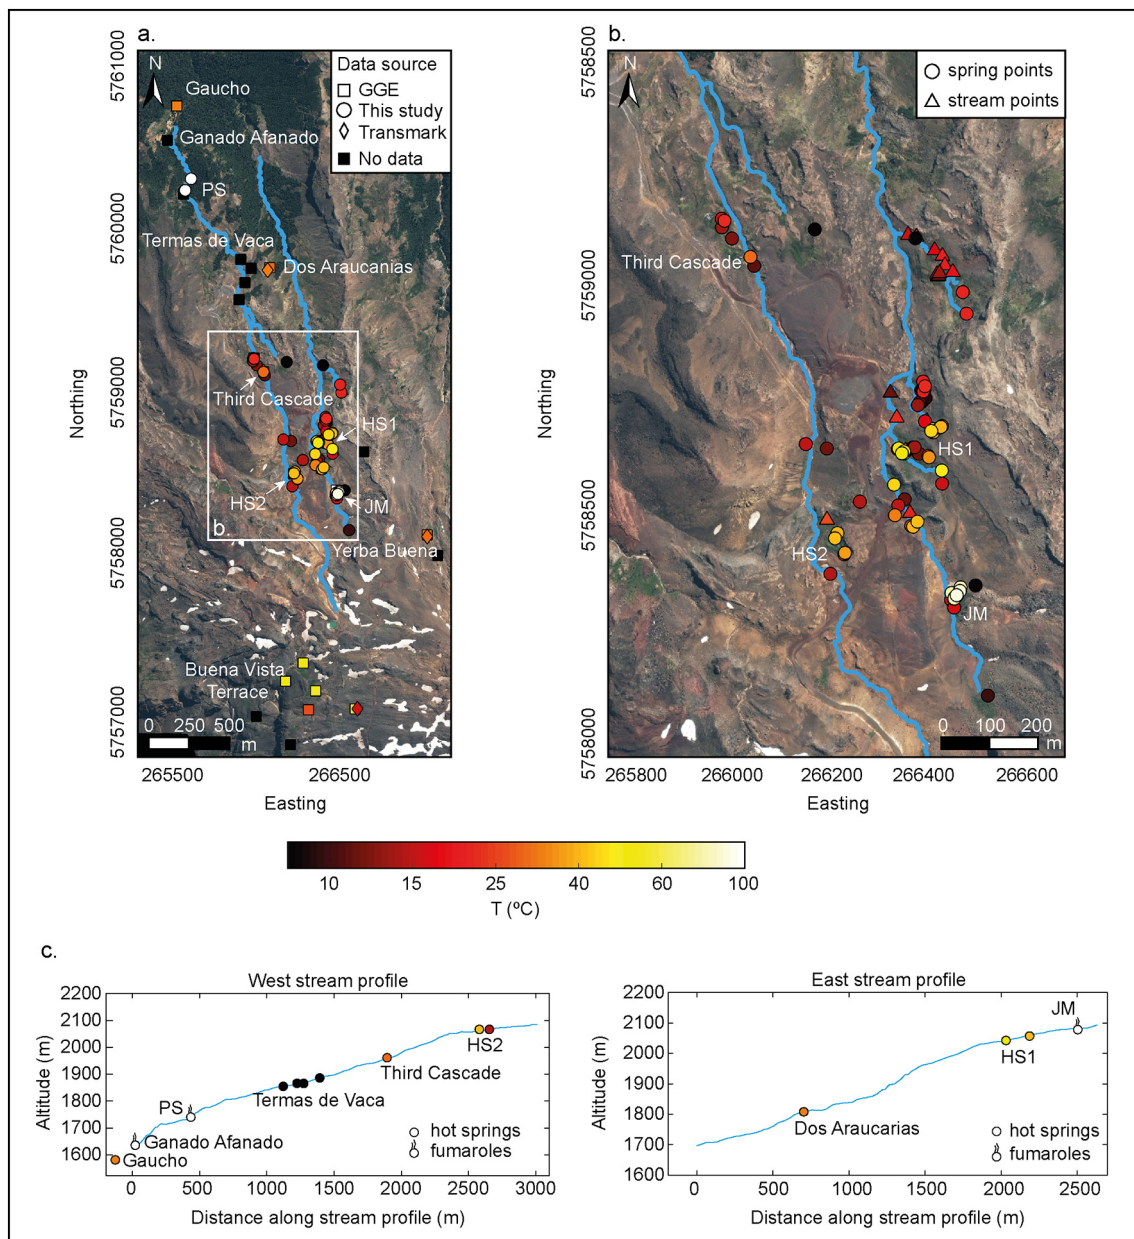 a.
5761000
5760000
5759000
5758000
5757000
Northing
N
Gaucho
Ganado Afanado
PS
Termas de Vaca
Dos Araucanias
Third Cascade
HS1
HS2
JM
b.
Yerba Buena
Buena Vista
Terrace
Data source
GGE
This study
Transmark
No data
0 250 500
m
265500 266500
Easting
b.
5758500
5759000
5758500
5758000
Northing
N
spring points
stream points
Third Cascade
HS1
HS2
JM
0 100 200
m
265800 266000 266200 266400 266600
Easting
10 15 25 40 60 100
T (ºC)
c.
West stream profile
2200
2100
2000
1900
1800
1700
1600
Altitude (m)
HS2
Third Cascade
Termas de Vaca
PS
Ganado Afanado
Gaucho
hot springs
fumaroles
0 500 1000 1500 2000 2500 3000
Distance along stream profile (m)
East stream profile
2200
2100
2000
1900
1800
1700
1600
Altitude (m)
JM
HS1
Dos Araucarias
hot springs
fumaroles
0 500 1000 1500 2000 2500
Distance along stream profile (m)